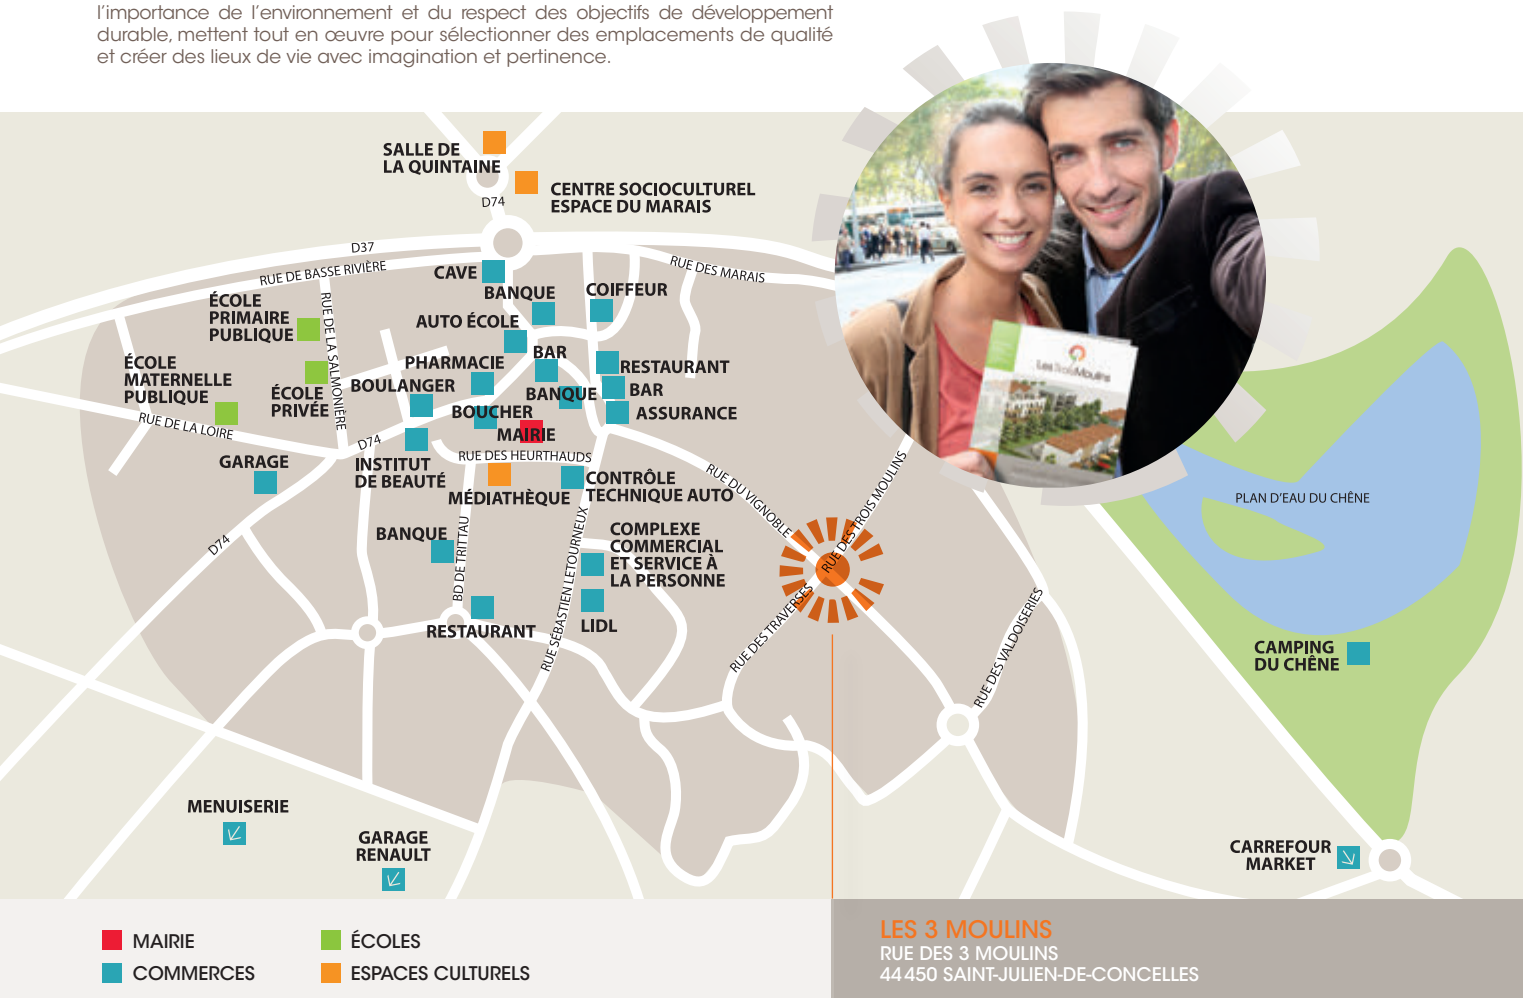 l'importance de l'environnement et du respect des objectifs de développement
durable, mettent tout en œuvre pour sélectionner des emplacements de qualité
et créer des lieux de vie avec imagination et pertinence.
SALLE DE
LA QUINTAINE
CENTRE SOCIOCULTUREL
ESPACE DU MARAIS
D74
D37
RUE DE BASSE RIVIÈRE
RUE DES MARAIS
CAVE
BANQUE
COIFFEUR
ÉCOLE
PRIMAIRE
PUBLIQUE
RUE DE LA SALMONIÈRE
AUTO ÉCOLE
BAR
PHARMACIE
RESTAURANT
ÉCOLE
MATERNELLE
PUBLIQUE
ÉCOLE
PRIVÉE
BOULANGER
BANQUE
BAR
BOUCHER
ASSURANCE
MAIRIE
RUE DE LA LOIRE
D74
RUE DES HEURTHAUDS
GARAGE
INSTITUT
DE BEAUTÉ
MÉDIATHÈQUE
CONTRÔLE
TECHNIQUE AUTO
RUE DU VIGNOBLE
RUE DES TROIS MOULINS
Les Trois Moulins
PLAN D'EAU DU CHÊNE
D74
BANQUE
BD DE TRITTAU
RUE SÉBASTIEN LETOURNEUX
COMPLEXE
COMMERCIAL
ET SERVICE À
LA PERSONNE
RESTAURANT
LIDL
RUE DES TRAVERSES
RUE DES VALDOISERIES
CAMPING
DU CHÊNE
MENUISERIE
GARAGE
RENAULT
CARREFOUR
MARKET
MAIRIE
COMMERCES
ÉCOLES
ESPACES CULTURELS
LES 3 MOULINS
RUE DES 3 MOULINS
44 450 SAINT-JULIEN-DE-CONCELLES